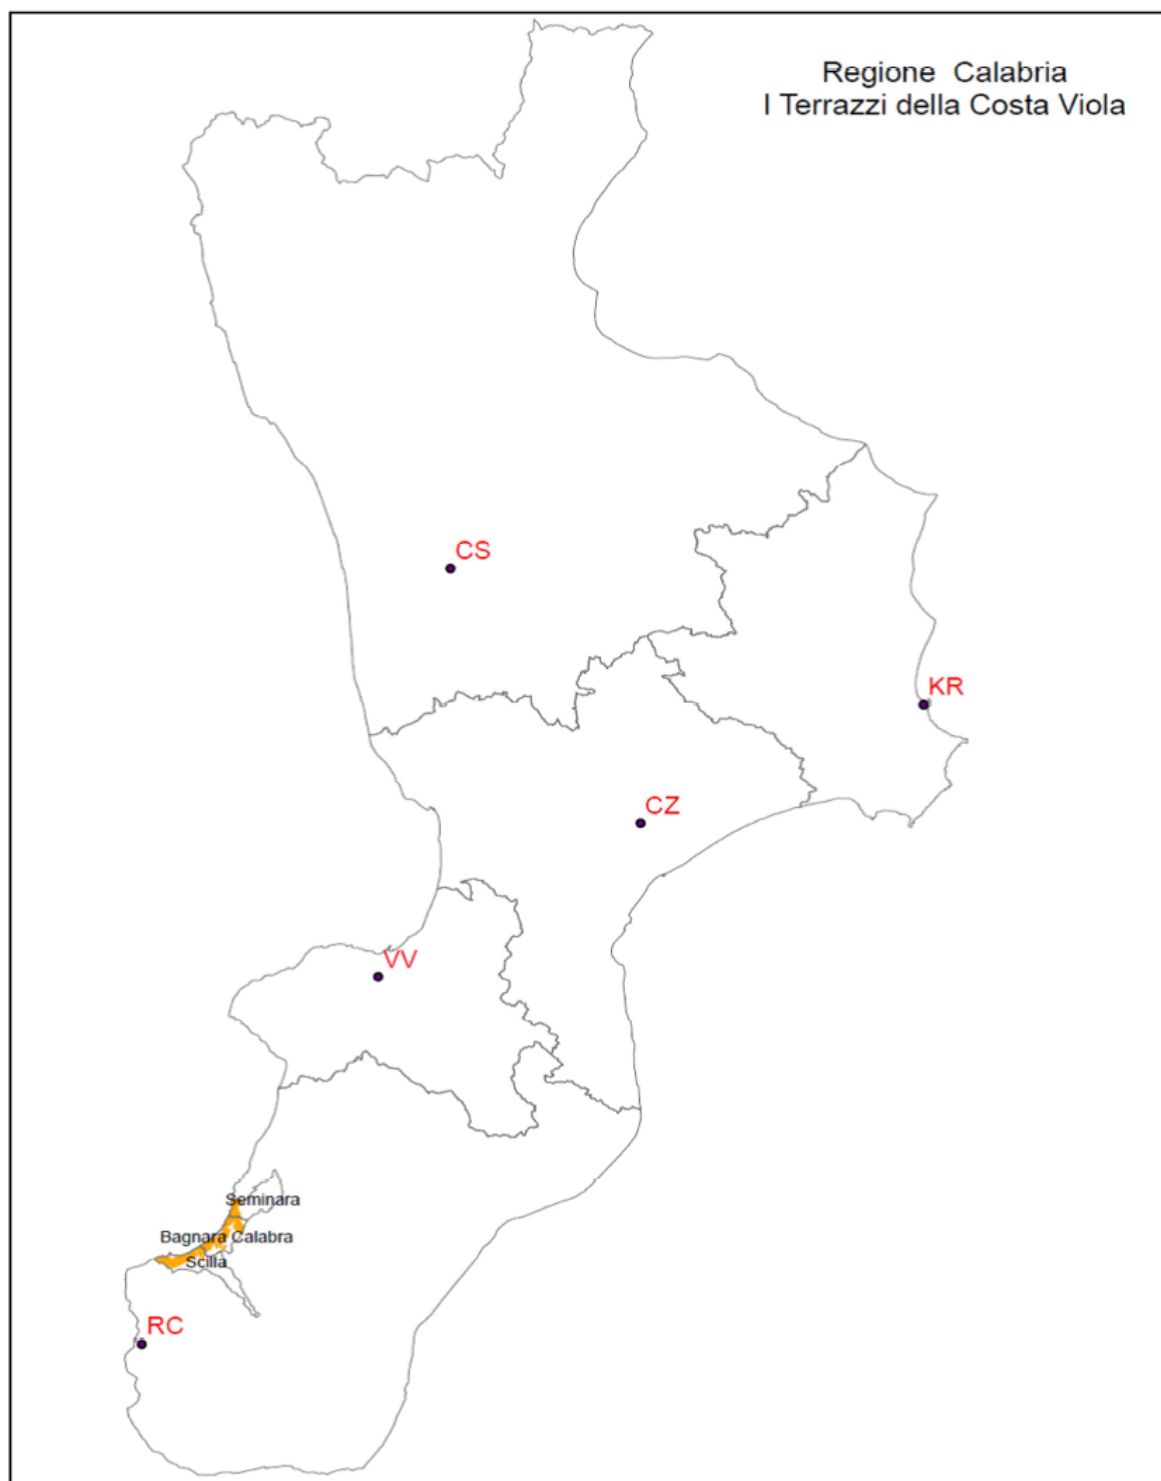 Regione Calabria
I Terrazzi della Costa Viola
CS
KR
CZ
VV
Seminara
Bagnara Calabra
Scilla
RC